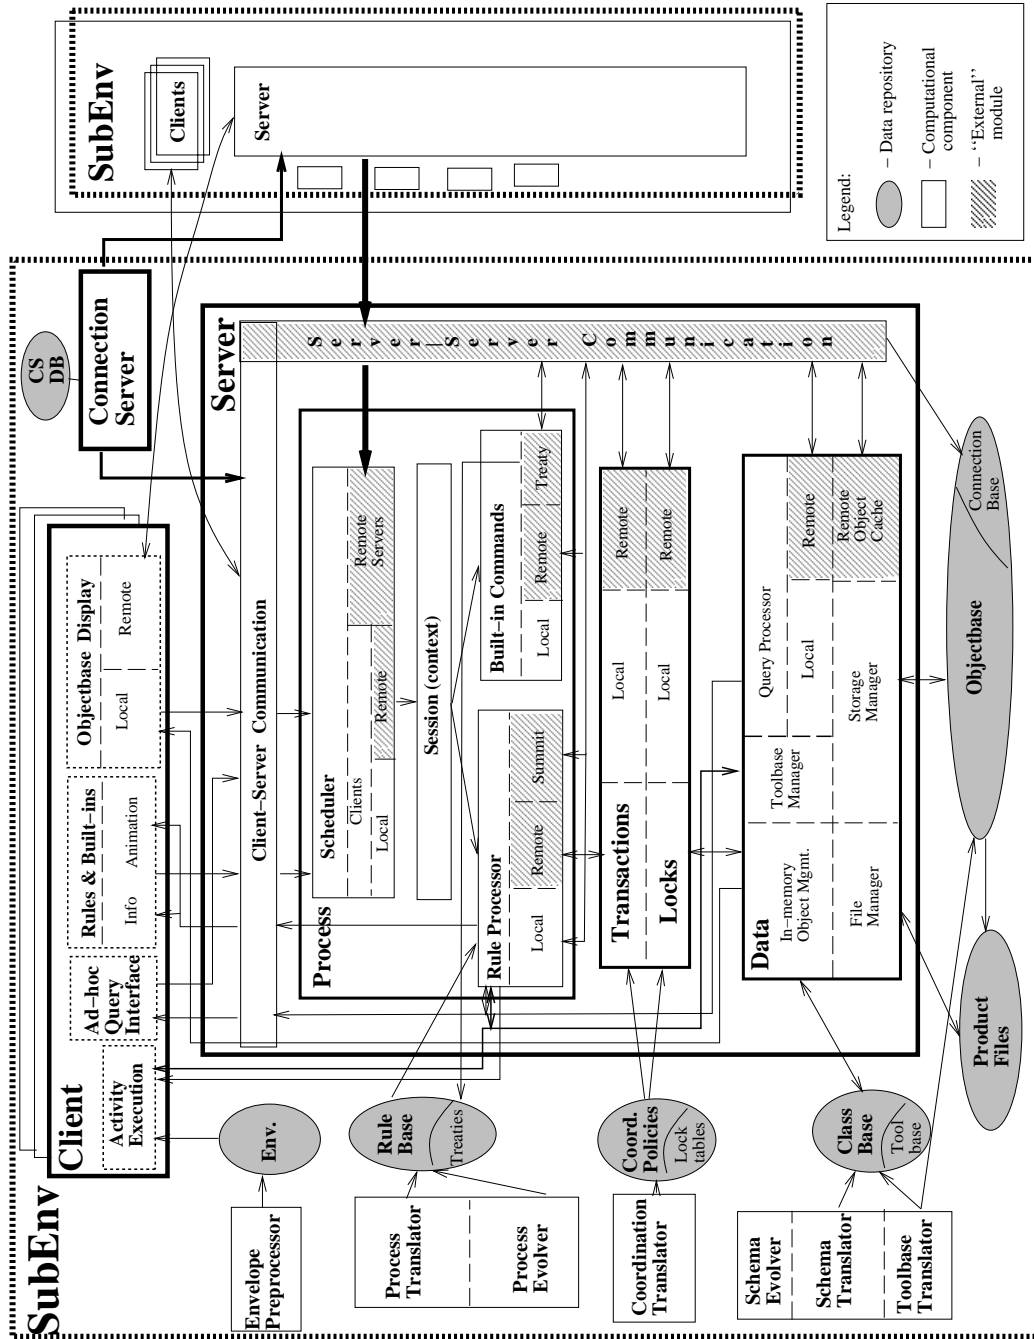 SubEnv
Client
Activity
Execution
Ad–hoc
Query
Interface
Rules & Built–ins
Info
Animation
Objectbase Display
Local
Remote
CS
DB
Connection
Server
SubEnv
Clients
Server
Server
Client–Server Communication
Server–Server Communication
Process
Scheduler
Clients
Local
Remote
Remote
Servers
Session (context)
Rule Processor
Local
Remote
Summit
Built–in Commands
Local
Remote
Treaty
Transactions
Local
Remote
Locks
Local
Remote
Data
In–memory
Object Mgmt.
File
Manager
Toolbase
Manager
Query Processor
Local
Remote
Storage
Manager
Remote
Object
Cache
Envelope
Preprocessor
Env.
Process
Translator
Process
Evolver
Rule
Base
Treaties
Coordination
Translator
Coord.
Policies
Lock
tables
Schema
Evolver
Schema
Translator
Toolbase
Translator
Class
Base
Tool
base
Product
Files
Objectbase
Connection
Base
Legend:
– Data repository
– Computational
component
– “External”
module